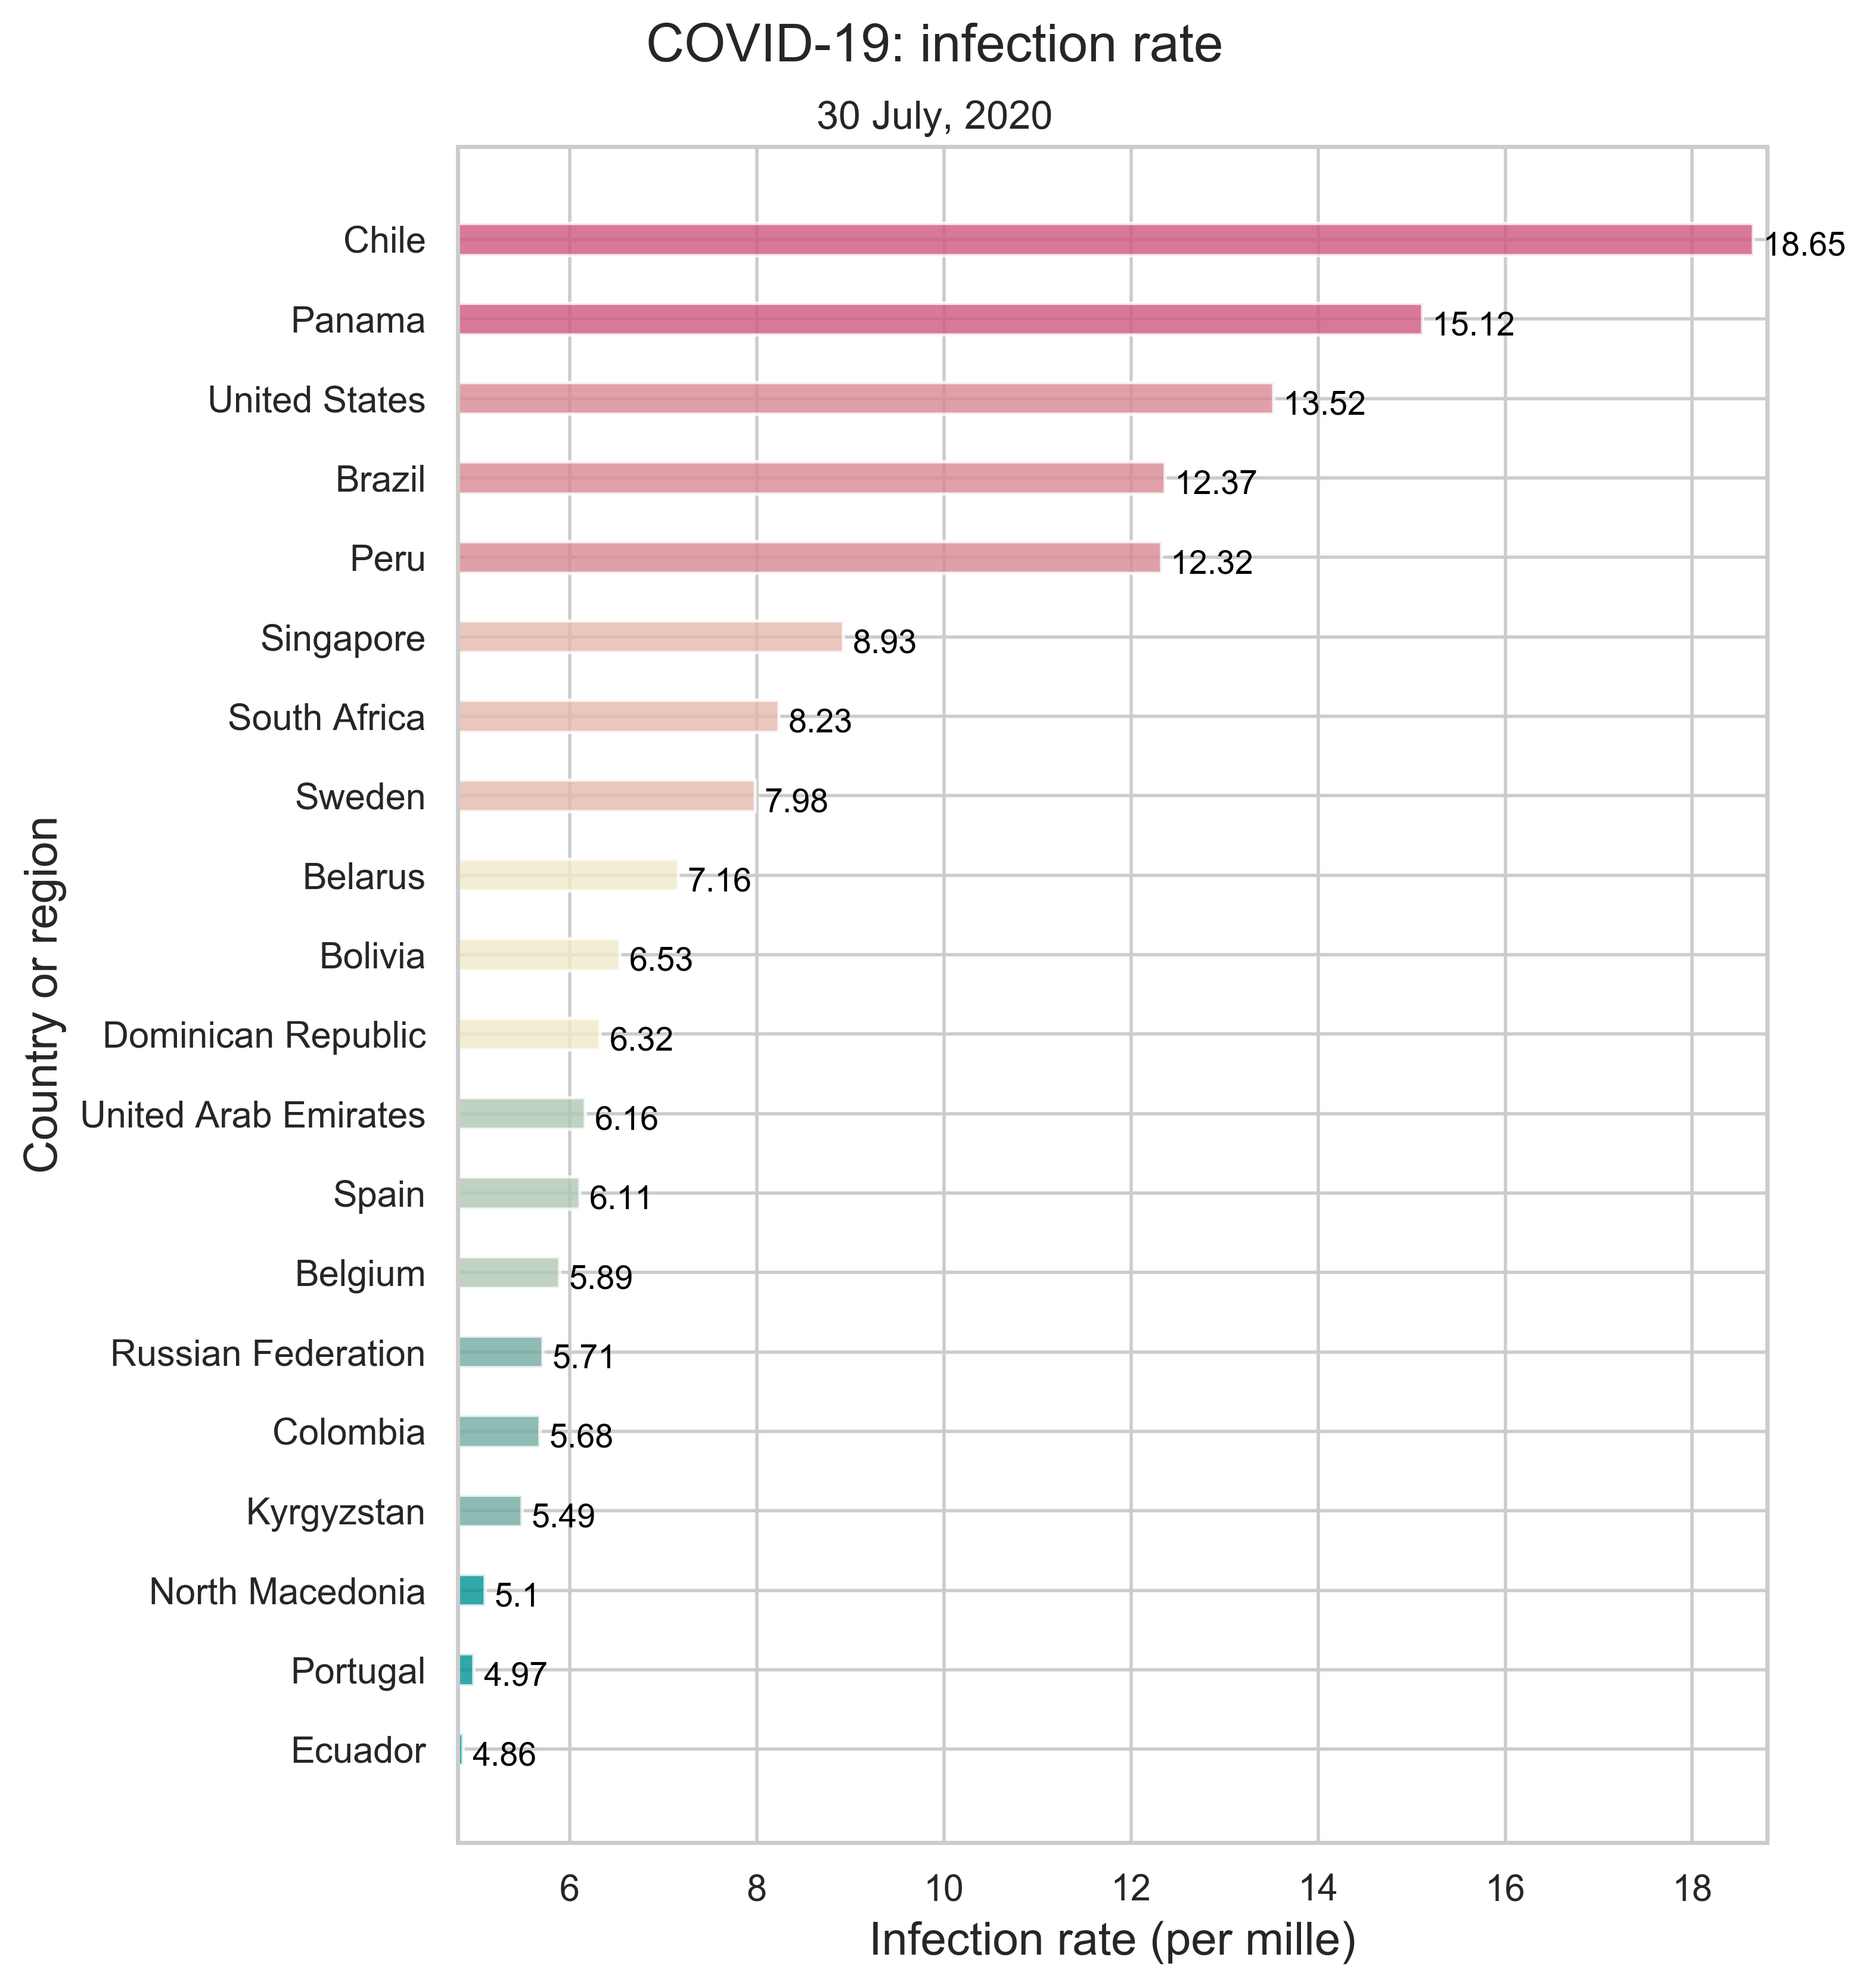 COVID-19: infection rate
30 July, 2020
Chile 18.65
Panama 15.12
United States 13.52
Brazil 12.37
Peru 12.32
Singapore 8.93
South Africa 8.23
Sweden 7.98
Belarus 7.16
Bolivia 6.53
Dominican Republic 6.32
United Arab Emirates 6.16
Spain 6.11
Belgium 5.89
Russian Federation 5.71
Colombia 5.68
Kyrgyzstan 5.49
North Macedonia 5.1
Portugal 4.97
Ecuador 4.86
Country or region
6 8 10 12 14 16 18
Infection rate (per mille)